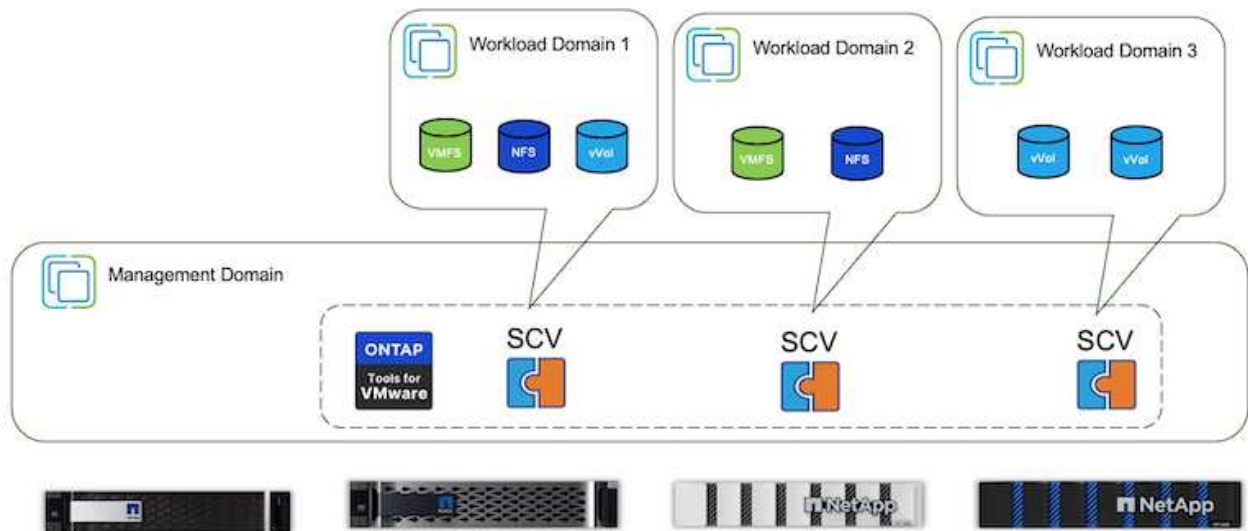 Workload Domain 1
Workload Domain 2
Workload Domain 3
VMFS
NFS
vVol
VMFS
NFS
vVol
vVol
Management Domain
ONTAP
Tools for
VMware
SCV
SCV
SCV
NetApp
NetApp